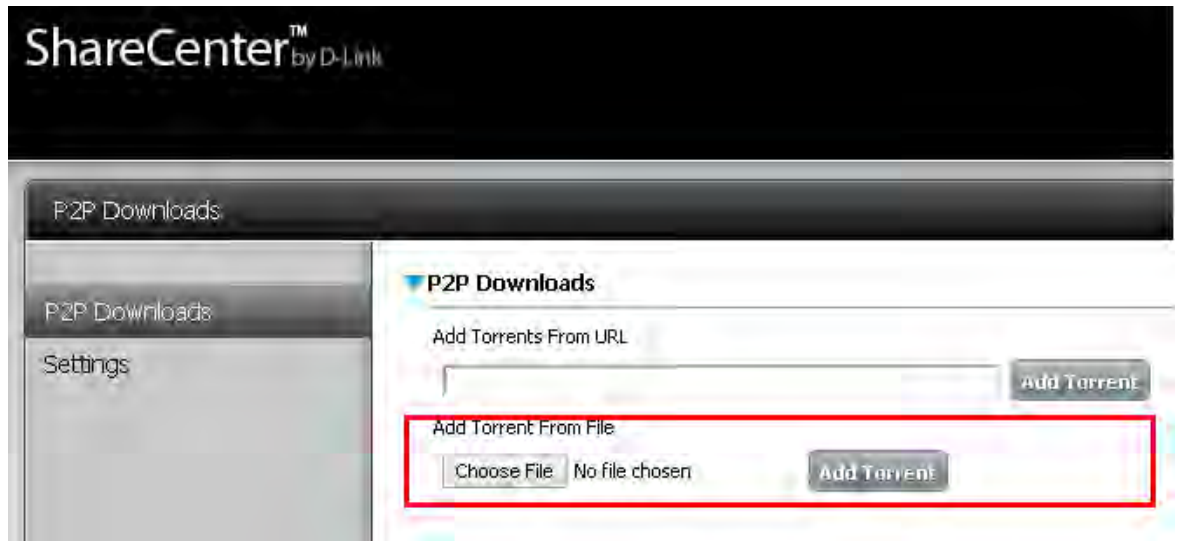 ShareCenter™ by D-Link
P2P Downloads
P2P Downloads
Settings
P2P Downloads
Add Torrents From URL
Add Torrent
Add Torrent From File
Choose File No file chosen Add Torrent